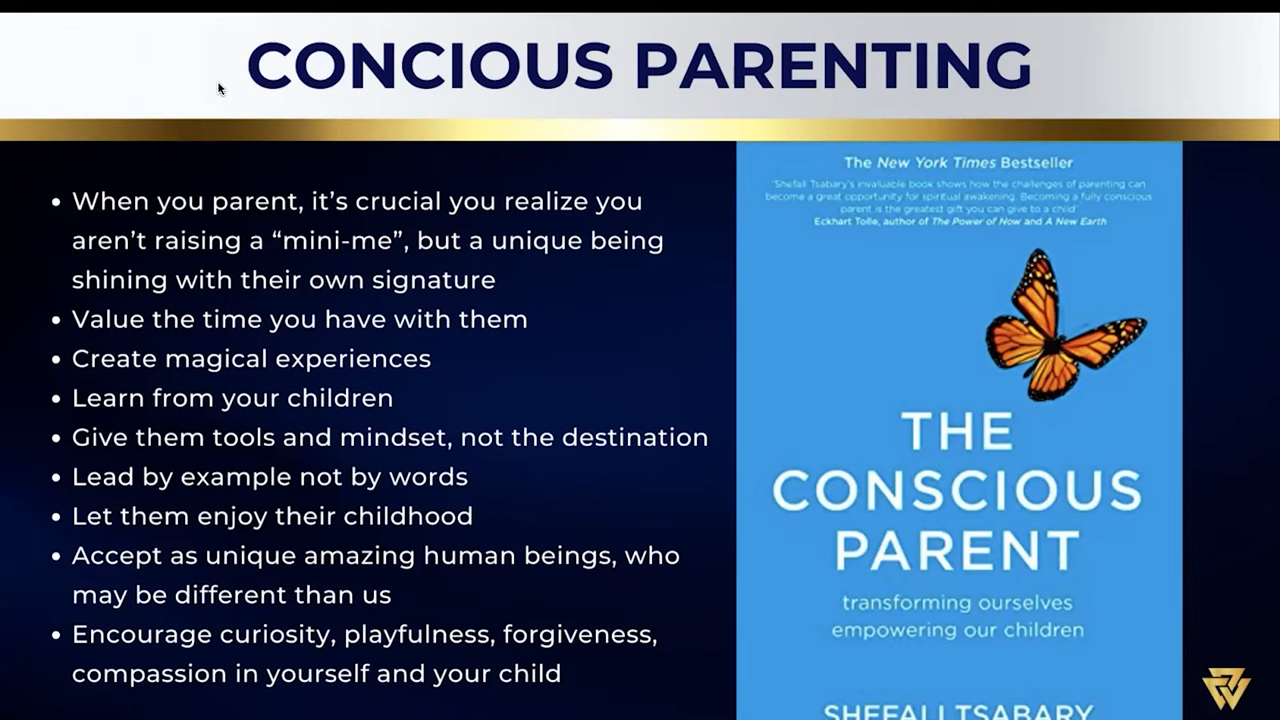 CONCIOUS PARENTING
• When you parent, it's crucial you realize you
aren't raising a “mini-me”, but a unique being
shining with their own signature
• Value the time you have with them
• Create magical experiences
• Learn from your children
• Give them tools and mindset, not the destination
• Lead by example not by words
• Let them enjoy their childhood
• Accept as unique amazing human beings, who
may be different than us
• Encourage curiosity, playfulness, forgiveness,
compassion in yourself and your child
The New York Times Bestseller
'Shefali Tsabary's invaluable book shows how the challenges of parenting can
become a great opportunity for spiritual awakening. Becoming a fully conscious
parent is the greatest gift you can give to a child'
Eckhart Tolle, author of The Power of Now and A New Earth
THE
CONSCIOUS
PARENT
transforming ourselves
empowering our children
SHEFALI TSABARY